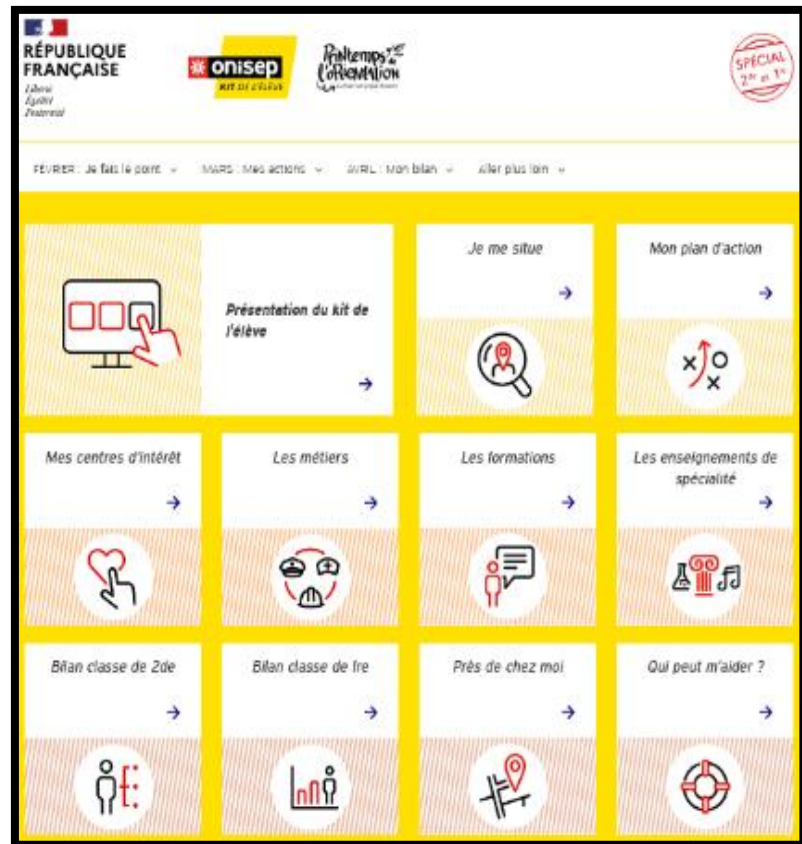 RÉPUBLIQUE
FRANÇAISE
Liberté
Égalité
Fraternité
onisep
KIT DE L'ÉLÈVE
Printemps de
l'Orientation
SPÉCIAL
2de et 1re
FÉVRIER : Je fais le point
MARS : Mes actions
AVRIL : Mon bilan
Aller plus loin
Présentation du kit de
l'élève
Je me situe
Mon plan d'action
Mes centres d'intérêt
Les métiers
Les formations
Les enseignements de
spécialité
Bilan classe de 2de
Bilan classe de 1re
Près de chez moi
Qui peut m'aider ?